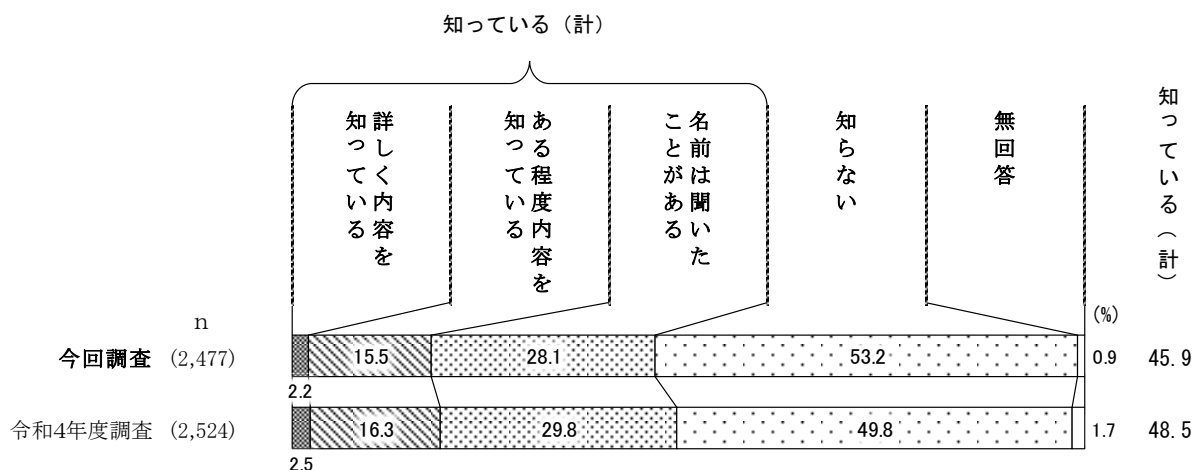 知っている（計）
詳しく内容を
知っている
ある程度内容を
知っている
名前は聞いた
ことがある
知らない
無回答
知っている（計）
n
(%)
今回調査 (2,477)
15.5
28.1
53.2
0.9
45.9
2.2
令和4年度調査 (2,524)
16.3
29.8
49.8
1.7
48.5
2.5